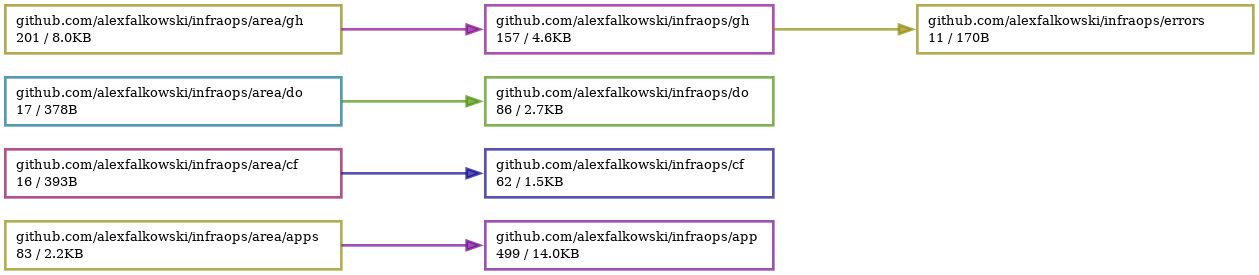 github.com/alexfalkowski/infraops/area/gh
201 / 8.0KB
github.com/alexfalkowski/infraops/gh
157 / 4.6KB
github.com/alexfalkowski/infraops/errors
11 / 170B
github.com/alexfalkowski/infraops/area/do
17 / 378B
github.com/alexfalkowski/infraops/do
86 / 2.7KB
github.com/alexfalkowski/infraops/area/cf
16 / 393B
github.com/alexfalkowski/infraops/cf
62 / 1.5KB
github.com/alexfalkowski/infraops/area/apps
83 / 2.2KB
github.com/alexfalkowski/infraops/app
499 / 14.0KB